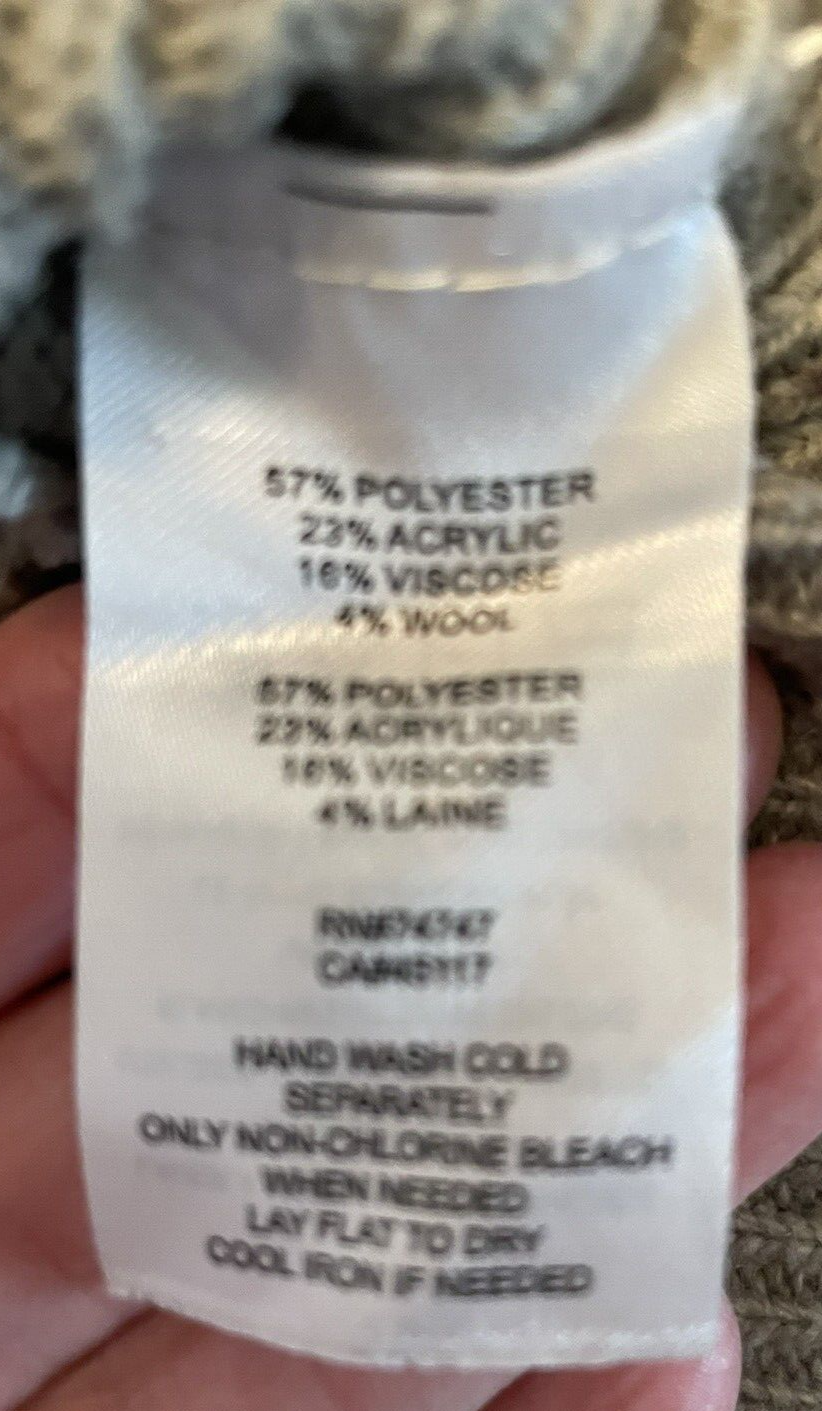 57% POLYESTER
23% ACRYLIC
16% VISCOSE
4% WOOL
57% POLYESTER
23% ACRYLIQUE
16% VISCOSE
4% LAINE
HAND WASH COLD
SEPARATELY
ONLY NON-CHLORINE BLEACH
WHEN NEEDED
LAY FLAT TO DRY
COOL IRON IF NEEDED